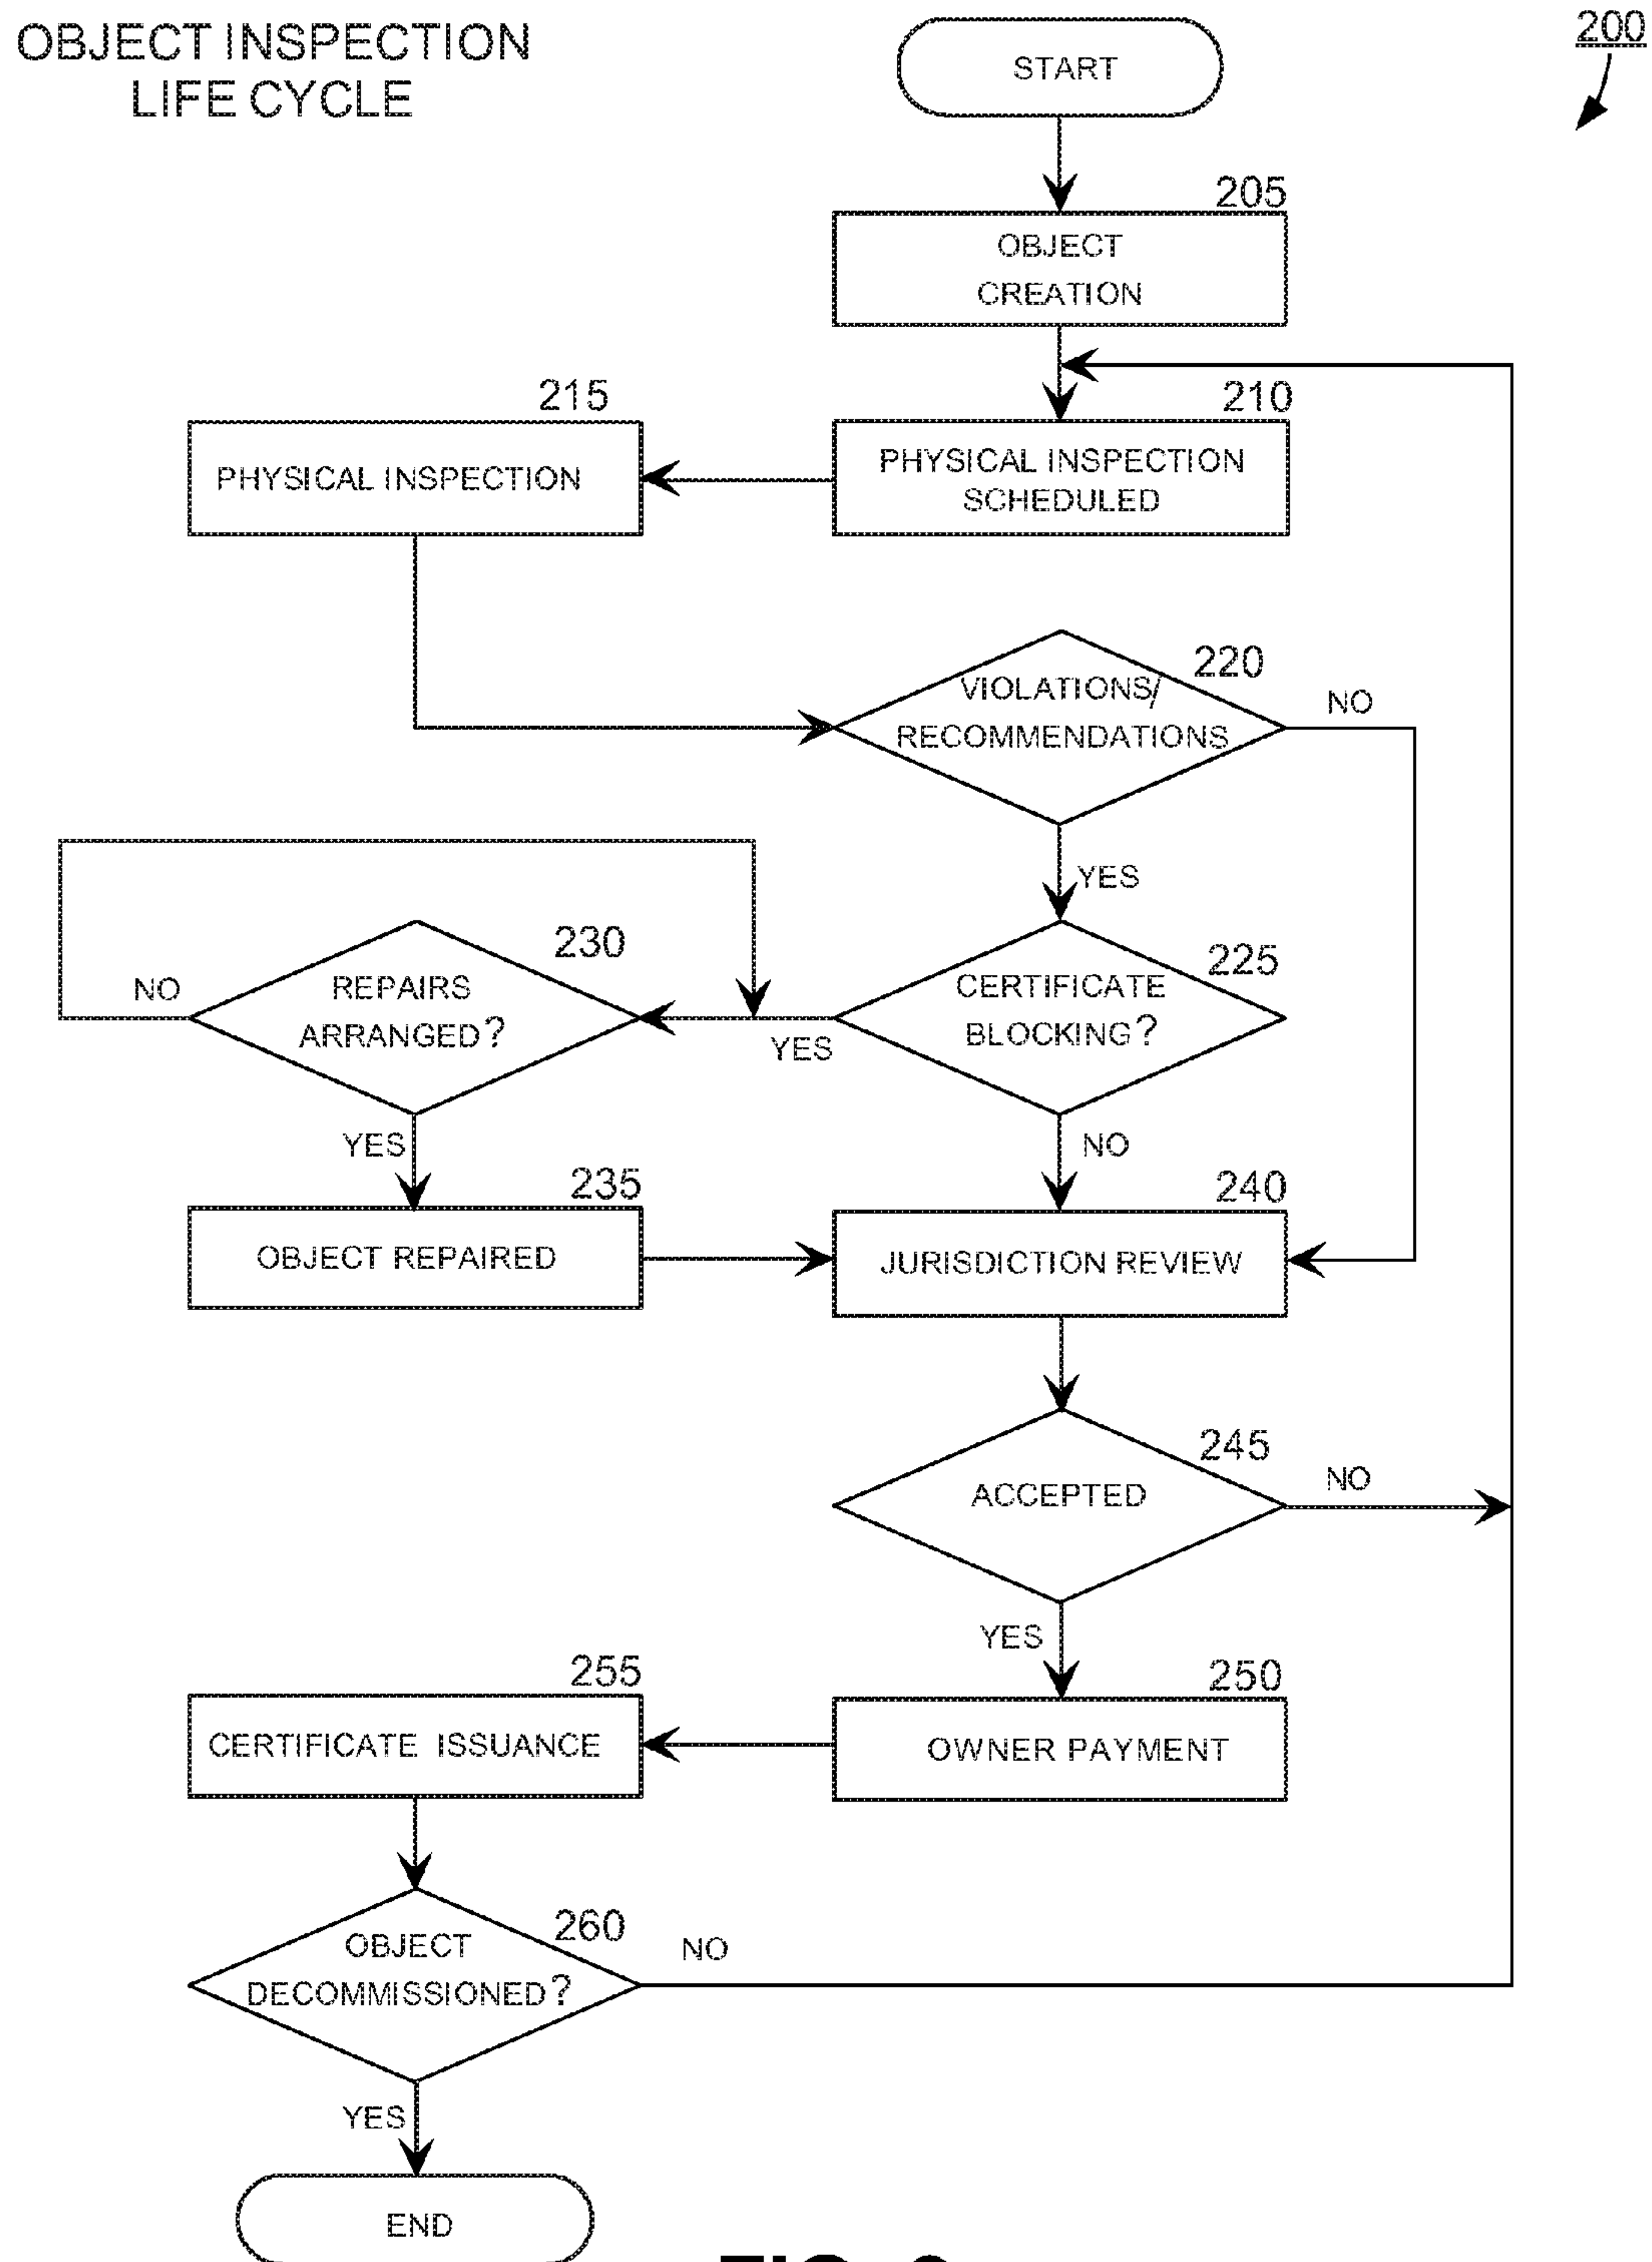 OBJECT INSPECTION
LIFE CYCLE
200
START
205
OBJECT
CREATION
215
PHYSICAL INSPECTION
210
PHYSICAL INSPECTION
SCHEDULED
220
VIOLATIONS/
RECOMMENDATIONS
NO
YES
230
REPAIRS
ARRANGED?
NO
225
CERTIFICATE
BLOCKING?
YES
YES
NO
235
OBJECT REPAIRED
240
JURISDICTION REVIEW
245
ACCEPTED
NO
YES
255
CERTIFICATE ISSUANCE
250
OWNER PAYMENT
260
OBJECT
DECOMMISSIONED?
NO
YES
END